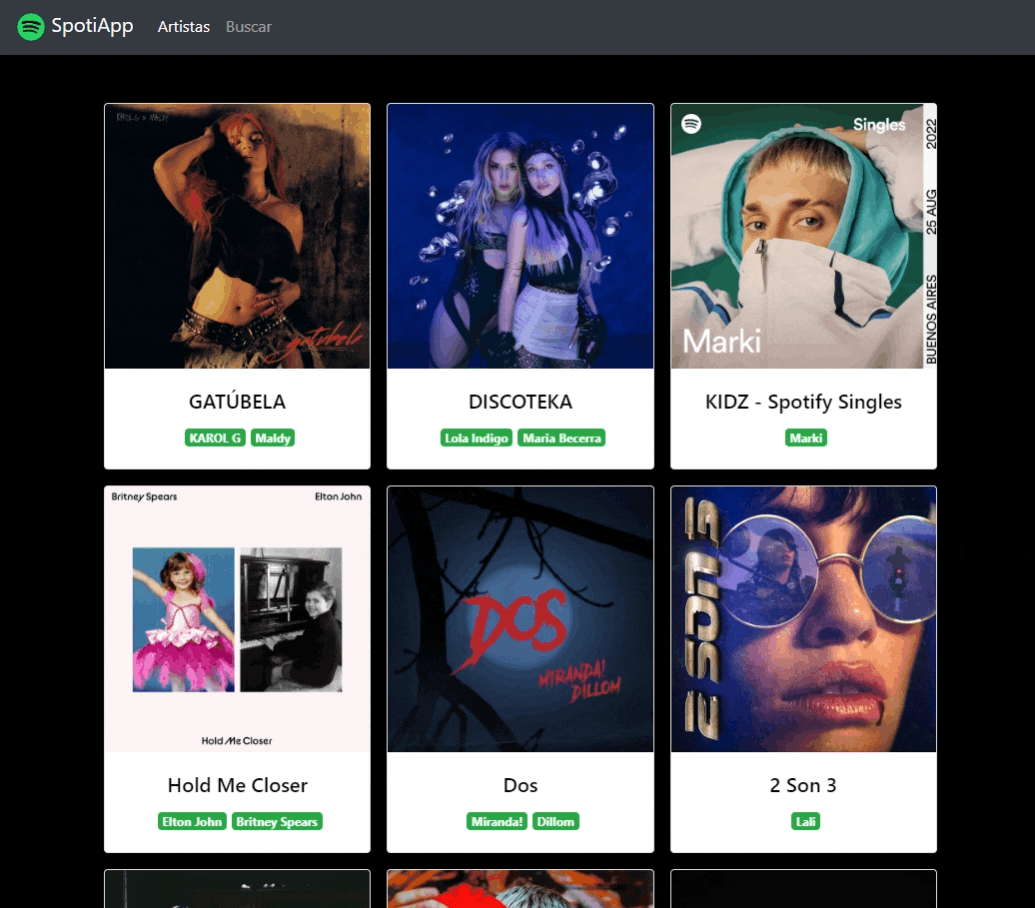 SpotiApp Artistas Buscar
KAROL G x MALDY
gatúbela
Singles
2022
25 AUG
BUENOS AIRES
Marki
GATÚBELA
KAROL G Maldy
DISCOTEKA
Lola Indigo Maria Becerra
KIDZ - Spotify Singles
Marki
Britney Spears Elton John
Hold Me Closer
DOS
MIRANDA!
DILLOM
2 SON 3
Hold Me Closer
Elton John Britney Spears
Dos
Miranda! Dillom
2 Son 3
Lali